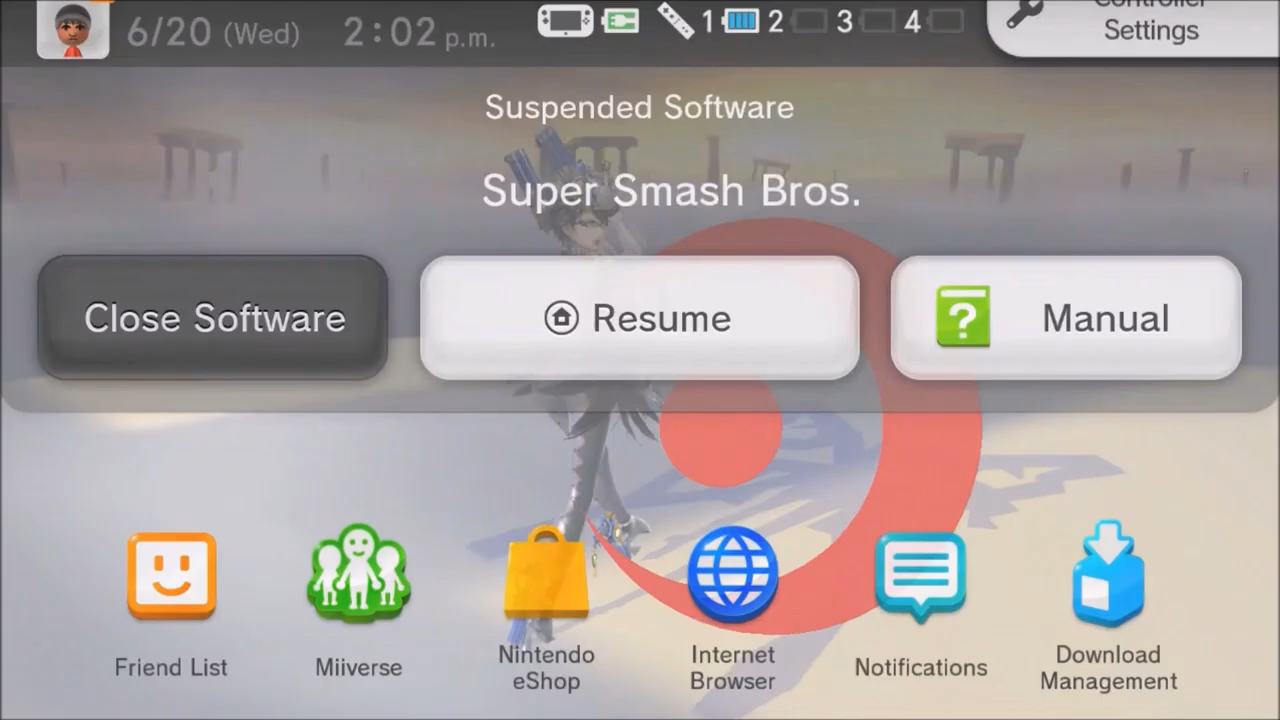 6/20 (Wed) 2:02 p.m.
1 2 3 4
Controller
Settings
Suspended Software
Super Smash Bros.
Close Software
Resume
? Manual
Friend List
Miiverse
Nintendo
eShop
Internet
Browser
Notifications
Download
Management